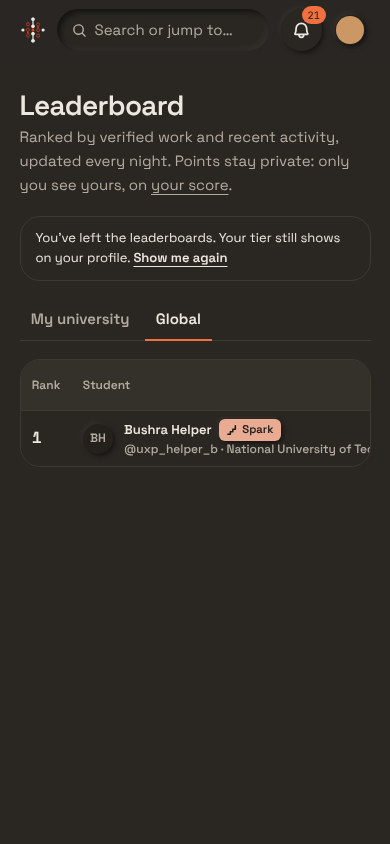 Search or jump to...
21
Leaderboard
Ranked by verified work and recent activity,
updated every night. Points stay private: only
you see yours, on your score.
You've left the leaderboards. Your tier still shows
on your profile. Show me again
My university
Global
Rank
Student
1
BH
Bushra Helper
Spark
@uxp_helper_b · National University of